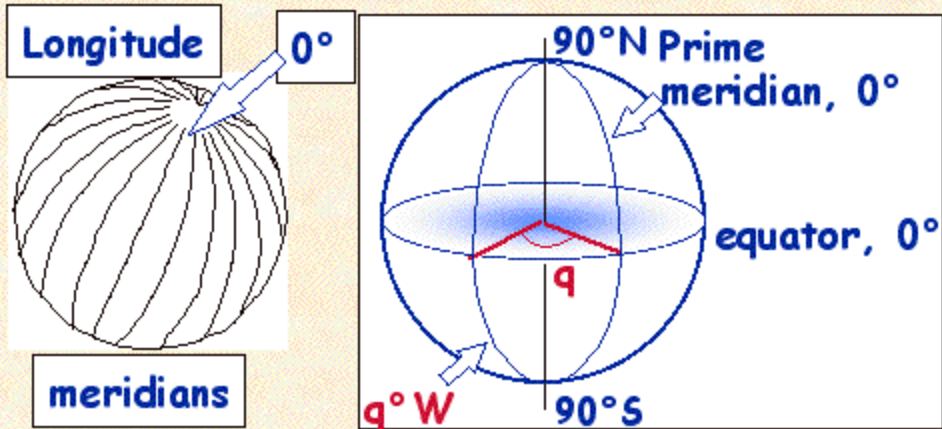 Longitude
0°
meridians
90°N Prime
meridian, 0°
equator, 0°
q
q°W
90°S